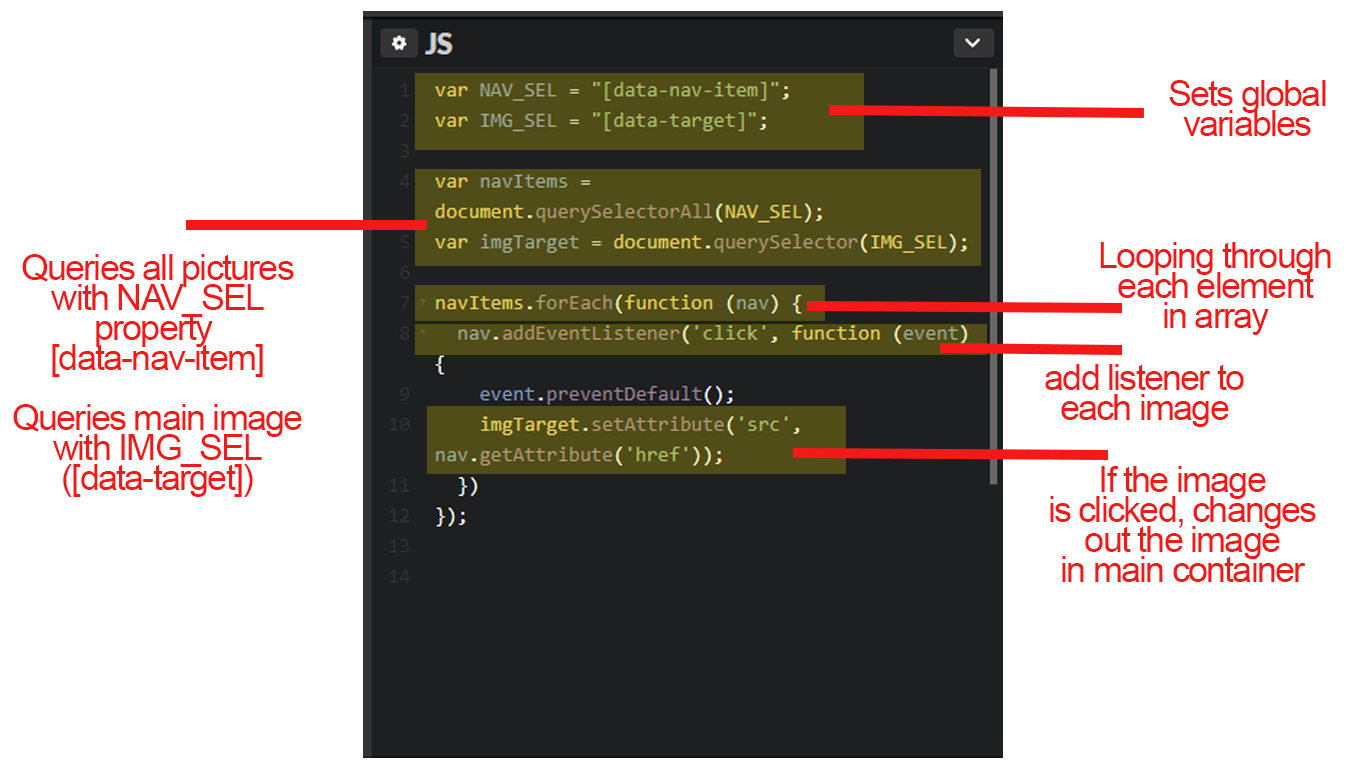 JS
1 var NAV_SEL = "[data-nav-item]";
2 var IMG_SEL = "[data-target]";
3
4 var navItems =
document.querySelectorAll(NAV_SEL);
5 var imgTarget = document.querySelector(IMG_SEL);
6
7 navItems.forEach(function (nav) {
8 nav.addEventListener('click', function (event)
{
9 event.preventDefault();
10 imgTarget.setAttribute('src',
nav.getAttribute('href'));
11 })
12 });
13
14
Queries all pictures
with NAV_SEL
property
[data-nav-item]
Queries main image
with IMG_SEL
([data-target])
Sets global
variables
Looping through
each element
in array
add listener to
each image
If the image
is clicked, changes
out the image
in main container